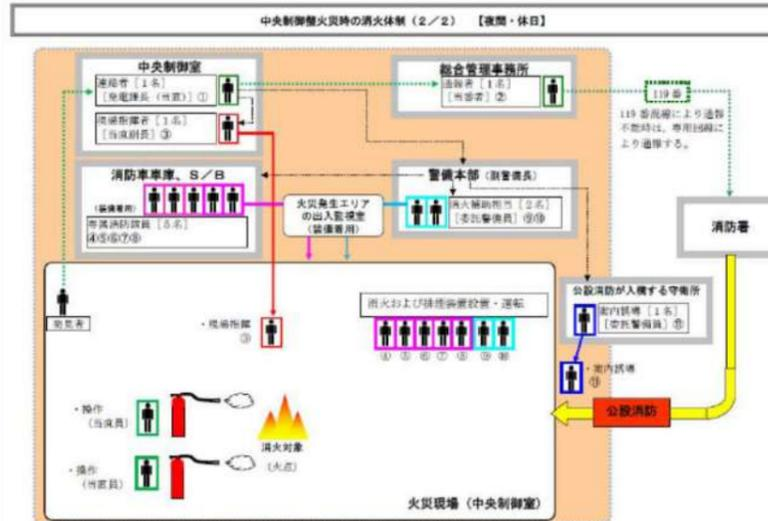 中央制御盤火災時の消火体制(2/2) 【夜間・休日】
中央制御室
連絡者[1名]
[発電課長(当直)]①
現場指揮者[1名]
[当直副長]③
総合管理事務所
通報者[1名]
[当番者]②
119番
119番回線により通報
不能時は、専用回線に
より通報する。
消防車車庫、S/B
(装備着用)
専属消防隊員[5名]
④⑤⑥⑦⑧
火災発生エリア
の出入監視室
(装備着用)
警備本部(副警備長)
消火補助担当[2名]
[委託警備員]⑨⑩
消防署
発見者
・現場指揮
③
消火および排煙装置設置・運転
④ ⑤ ⑥ ⑦ ⑧ ⑨ ⑩
公設消防が入構する守衛所
案内誘導[1名]
[委託警備員]⑪
・案内誘導
⑪
公設消防
・操作
(当直員)
消火対象
(火点)
・操作
(当直員)
火災現場(中央制御室)